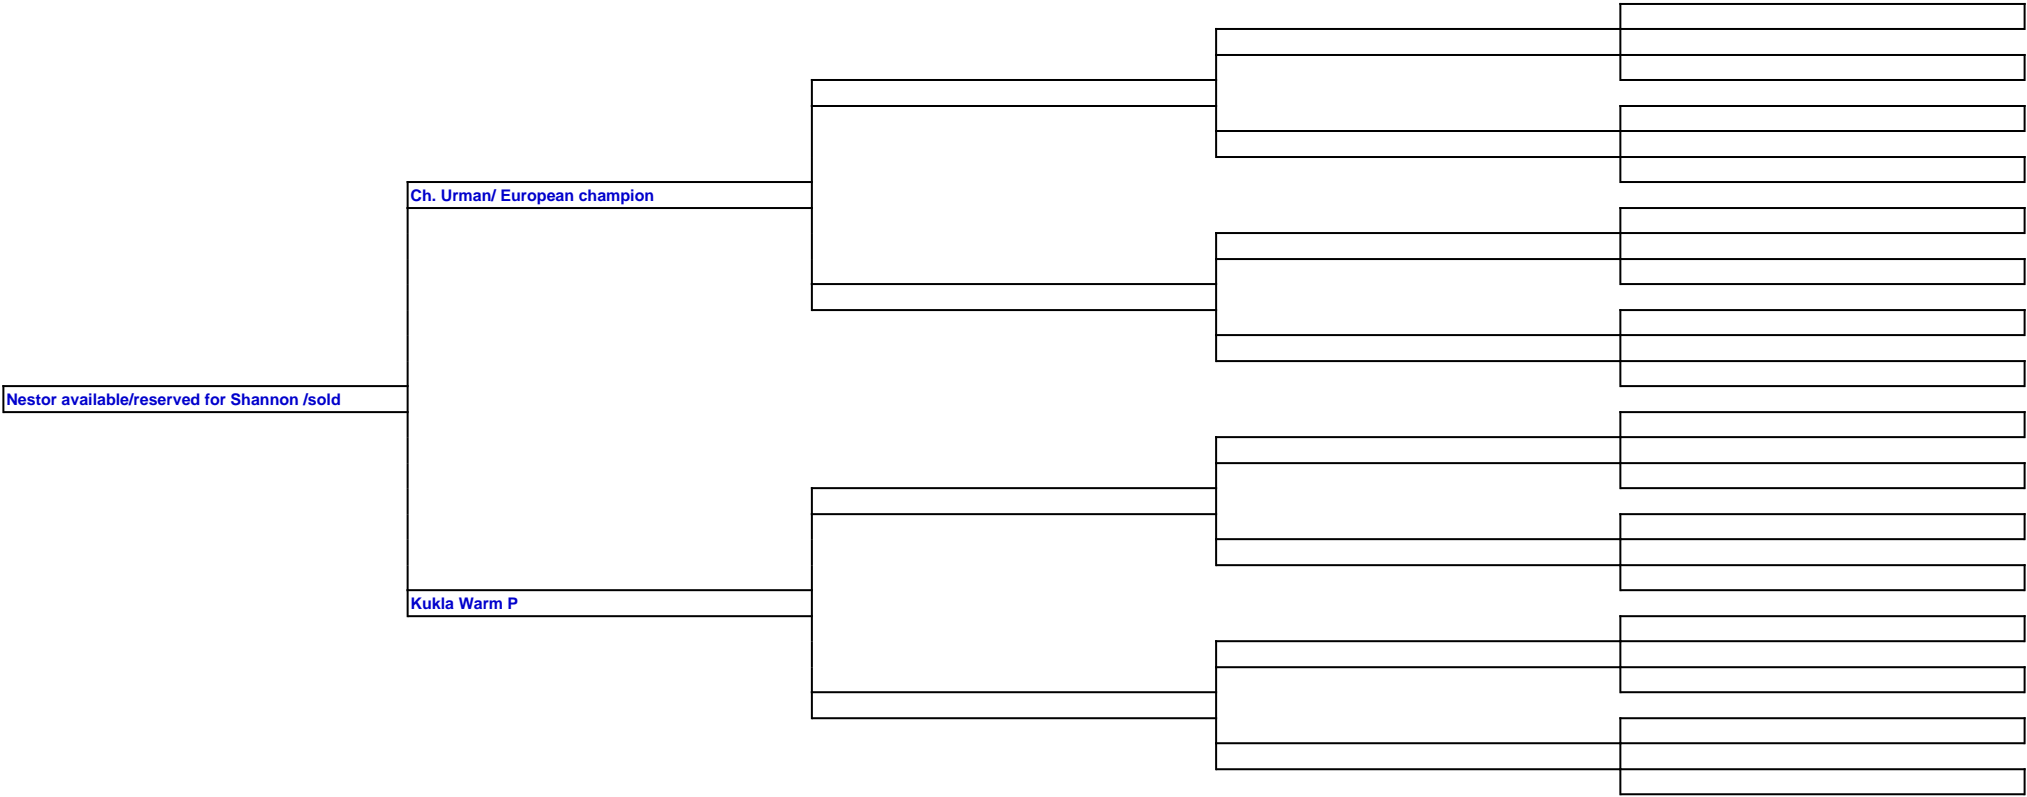 Ch. Urman/ European champion
Nestor available/reserved for Shannon /sold
Kukla Warm P